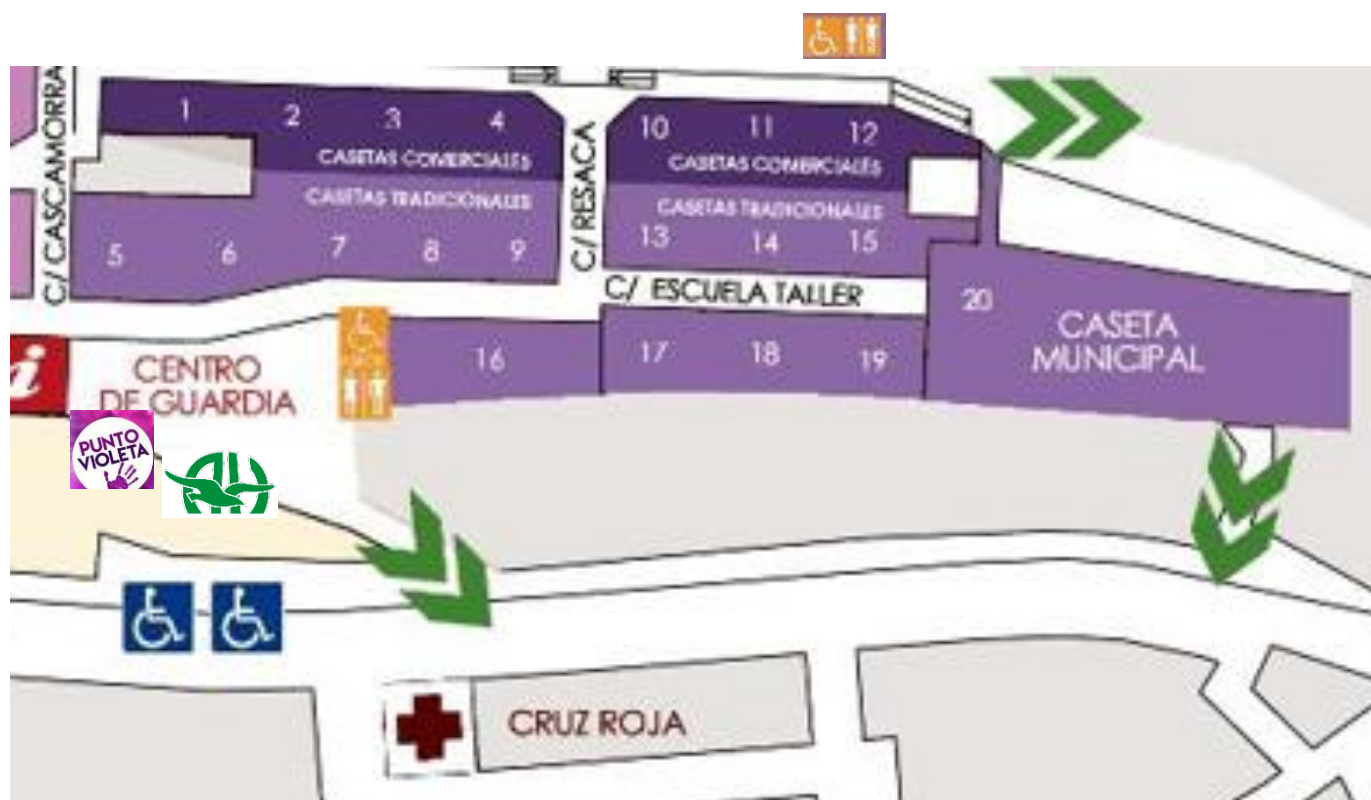 C/ CASCAMORRA
1 2 3 4
CASETAS COMERCIALES
CASETAS TRADICIONALES
5 6 7 8 9
C/ RESACA
10 11 12
CASETAS COMERCIALES
CASETAS TRADICIONALES
13 14 15
C/ ESCUELA TALLER
16 17 18 19
20
CASETA
MUNICIPAL
i
CENTRO
DE GUARDIA
PUNTO
VIOLETA
CRUZ ROJA